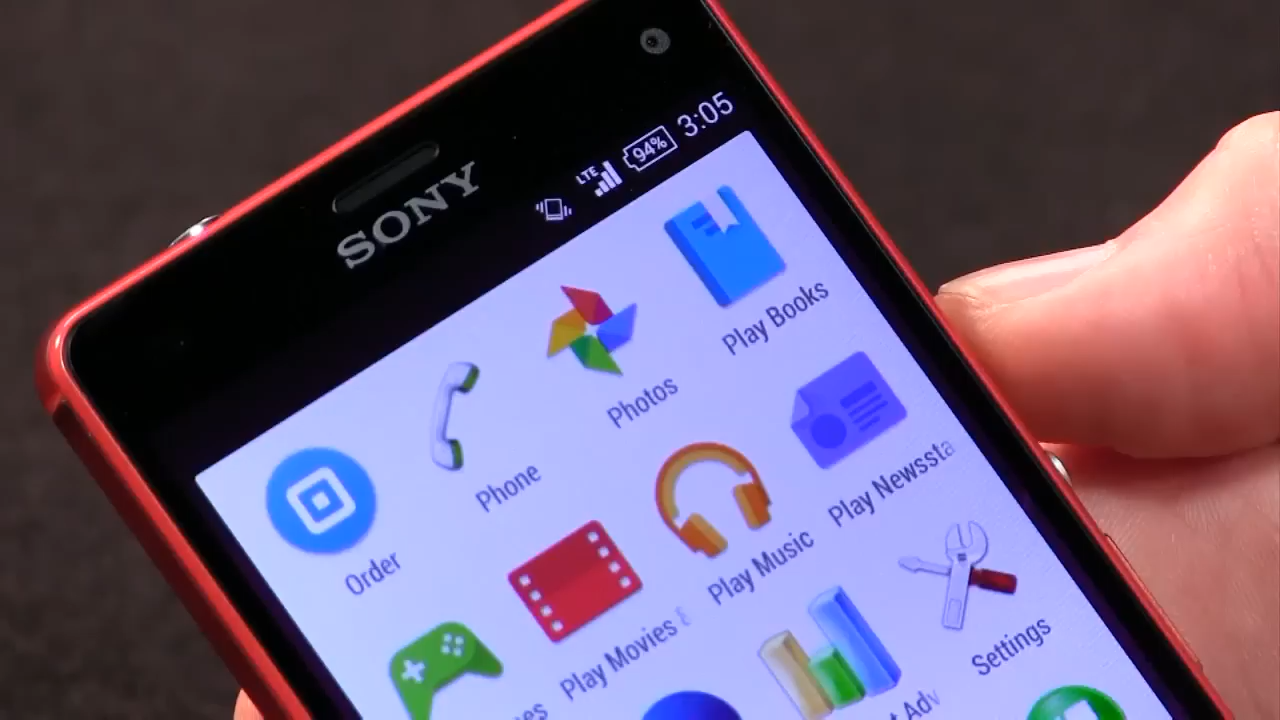 SONY
LTE
94%
3:05
Order
Phone
Photos
Play Books
Play Movies &
Play Music
Play Newssta
Settings